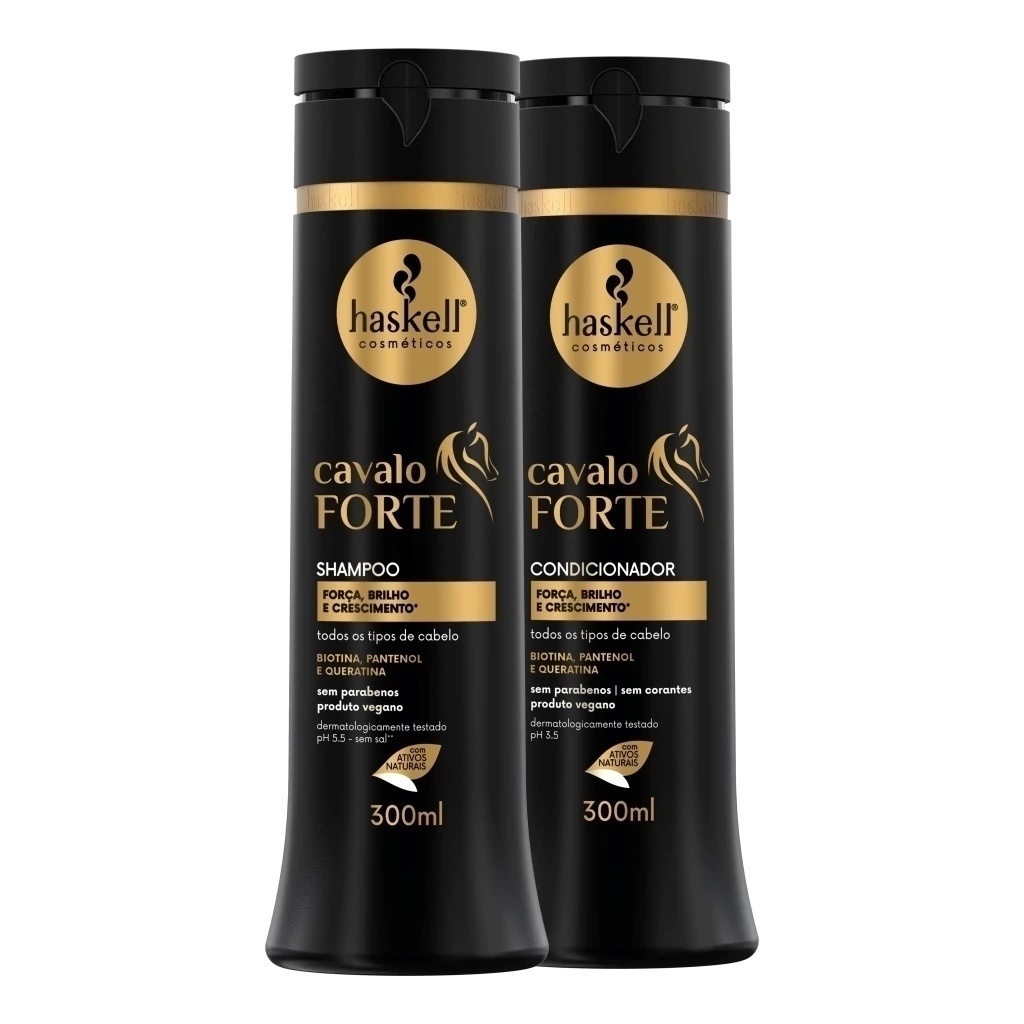 haskell haskell
haskell®
cosméticos
cavalo
FORTE
SHAMPOO
FORÇA, BRILHO
E CRESCIMENTO*
todos os tipos de cabelo
BIOTINA, PANTENOL
E QUERATINA
sem parabenos
produto vegano
dermatologicamente testado
pH 5.5 - sem sal**
com
ATIVOS
NATURAIS
300ml
haskell haskell
haskell®
cosméticos
cavalo
FORTE
CONDICIONADOR
FORÇA, BRILHO
E CRESCIMENTO*
todos os tipos de cabelo
BIOTINA, PANTENOL
E QUERATINA
sem parabenos | sem corantes
produto vegano
dermatologicamente testado
pH 3.5
com
ATIVOS
NATURAIS
300ml